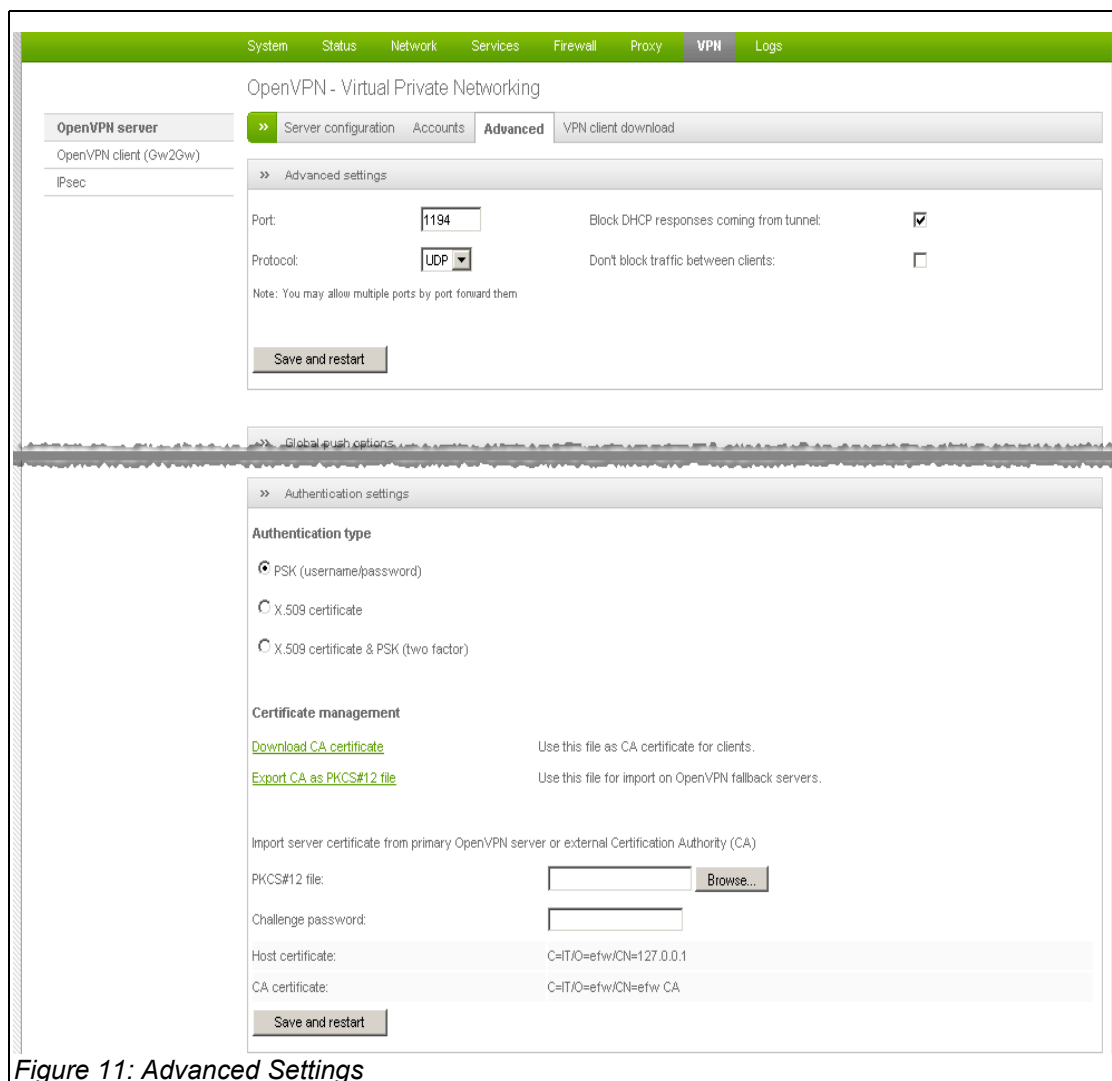 System Status Network Services Firewall Proxy VPN Logs
OpenVPN - Virtual Private Networking
OpenVPN server
OpenVPN client (Gw2Gw)
IPsec
» Server configuration Accounts Advanced VPN client download
» Advanced settings
Port: 1194 Block DHCP responses coming from tunnel:
Protocol: UDP Don't block traffic between clients:
Note: You may allow multiple ports by port forward them
Save and restart
» Global push options
» Authentication settings
Authentication type
PSK (username/password)
X.509 certificate
X.509 certificate & PSK (two factor)
Certificate management
Download CA certificate Use this file as CA certificate for clients.
Export CA as PKCS#12 file Use this file for import on OpenVPN fallback servers.
Import server certificate from primary OpenVPN server or external Certification Authority (CA)
PKCS#12 file: Browse...
Challenge password:
Host certificate: C=IT/O=efw/CN=127.0.0.1
CA certificate: C=IT/O=efw/CN=efw CA
Save and restart
Figure 11: Advanced Settings